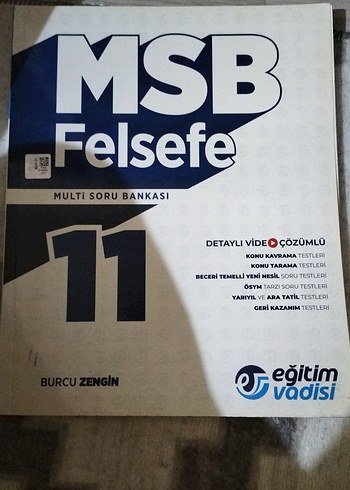 MSB
Felsefe
MULTİ SORU BANKASI
11
DETAYLI VİDEO ÇÖZÜMLÜ
KONU KAVRAMA TESTLERİ
KONU TARAMA TESTLERİ
BECERİ TEMELLİ YENİ NESİL SORU TESTLERİ
ÖSYM TARZI SORU TESTLERİ
YARIYIL VE ARA TATİL TESTLERİ
GERİ KAZANIM TESTLERİ
BURCU ZENGİN
eğitim
vadisi